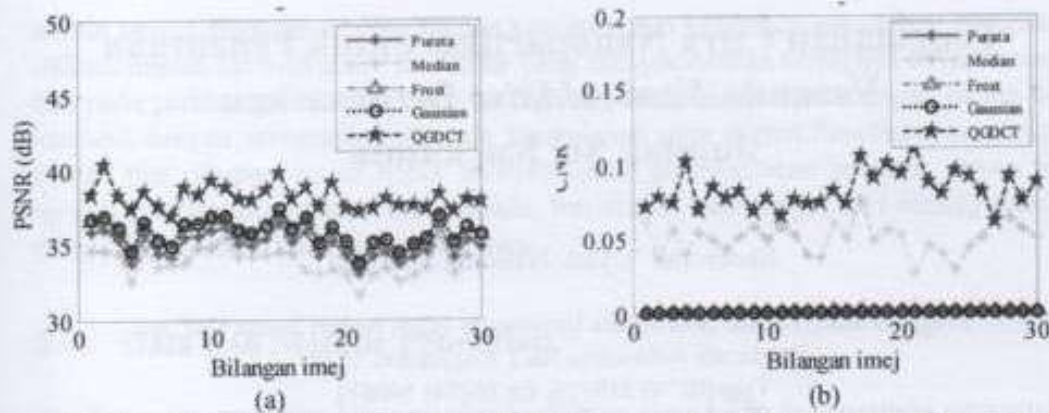 50
45
40
35
30
PSNR (dB)
Purata
Median
Frost
Gaussian
QGDCT
0
10
20
30
Bilangan imej
(a)
0.2
0.15
0.1
0.05
0
Purata
Median
Frost
Gaussian
QGDCT
0
10
20
30
Bilangan imej
(b)